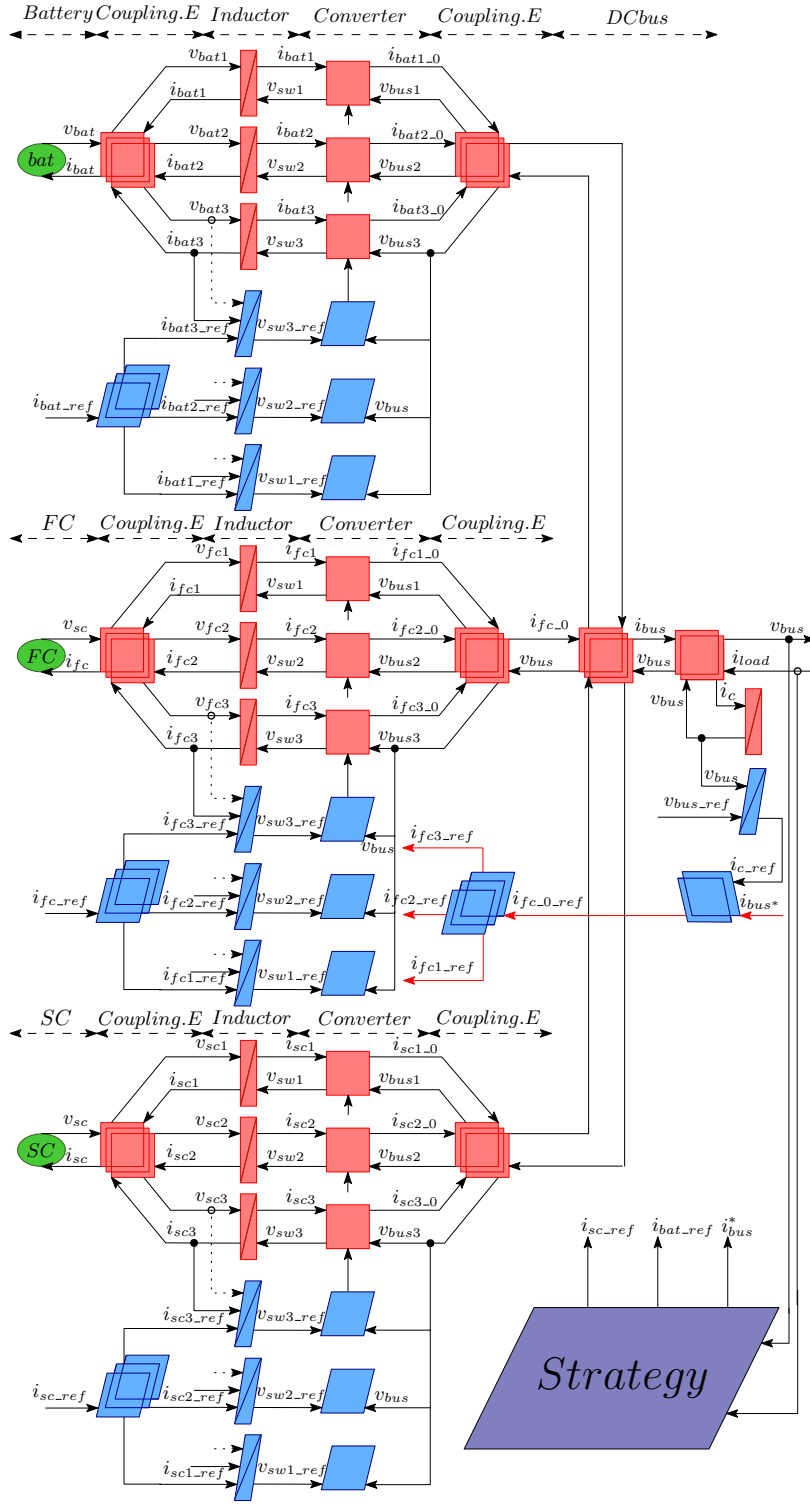 Battery Coupling.E Inductor Converter Coupling.E DCbus
v_bat1 i_bat1 i_bat1_0
i_bat1 v_sw1 v_bus1
v_bat v_bat2 i_bat2 i_bat2_0
bat
i_bat i_bat2 v_sw2 v_bus2
v_bat3 i_bat3 i_bat3_0
i_bat3 v_sw3 v_bus3
i_bat3_ref v_sw3_ref
i_bat_ref i_bat2_ref v_sw2_ref v_bus
i_bat1_ref v_sw1_ref
FC Coupling.E Inductor Converter Coupling.E
v_fc1 i_fc1 i_fc1_0
i_fc1 v_sw1 v_bus1
v_sc v_fc2 i_fc2 i_fc2_0 i_fc_0 i_bus v_bus
FC
i_fc i_fc2 v_sw2 v_bus2 v_bus v_bus i_load
v_fc3 i_fc3 i_fc3_0 v_bus i_c
i_fc3 v_sw3 v_bus3
v_bus
v_bus_ref
i_fc3_ref v_sw3_ref v_bus i_fc3_ref
i_c_ref
i_fc_ref i_fc2_ref v_sw2_ref i_fc2_ref i_fc_0_ref i_bus*
i_fc1_ref v_sw1_ref i_fc1_ref
SC Coupling.E Inductor Converter Coupling.E
v_sc1 i_sc1 i_sc1_0
i_sc1 v_sw1 v_bus1
v_sc v_sc2 i_sc2 i_sc2_0
SC
i_sc i_sc2 v_sw2 v_bus2
v_sc3 i_sc3 i_sc3_0
i_sc3 v_sw3 v_bus3
i_sc_ref i_bat_ref i*_bus
i_sc3_ref v_sw3_ref
Strategy
i_sc_ref i_sc2_ref v_sw2_ref v_bus
i_sc1_ref v_sw1_ref